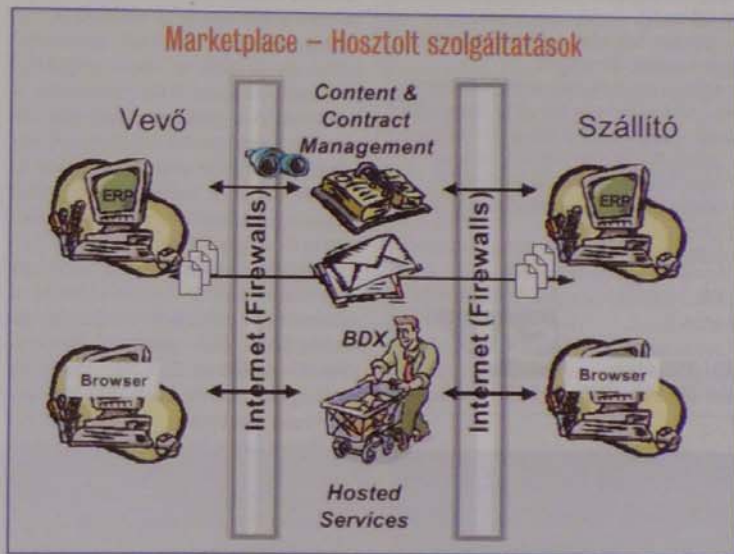 Marketplace – Hosztolt szolgáltatások
Vevő
Content &
Contract
Management
Szállító
ERP
ERP
Internet (Firewalls)
Internet (Firewalls)
BDX
Browser
Browser
Hosted
Services